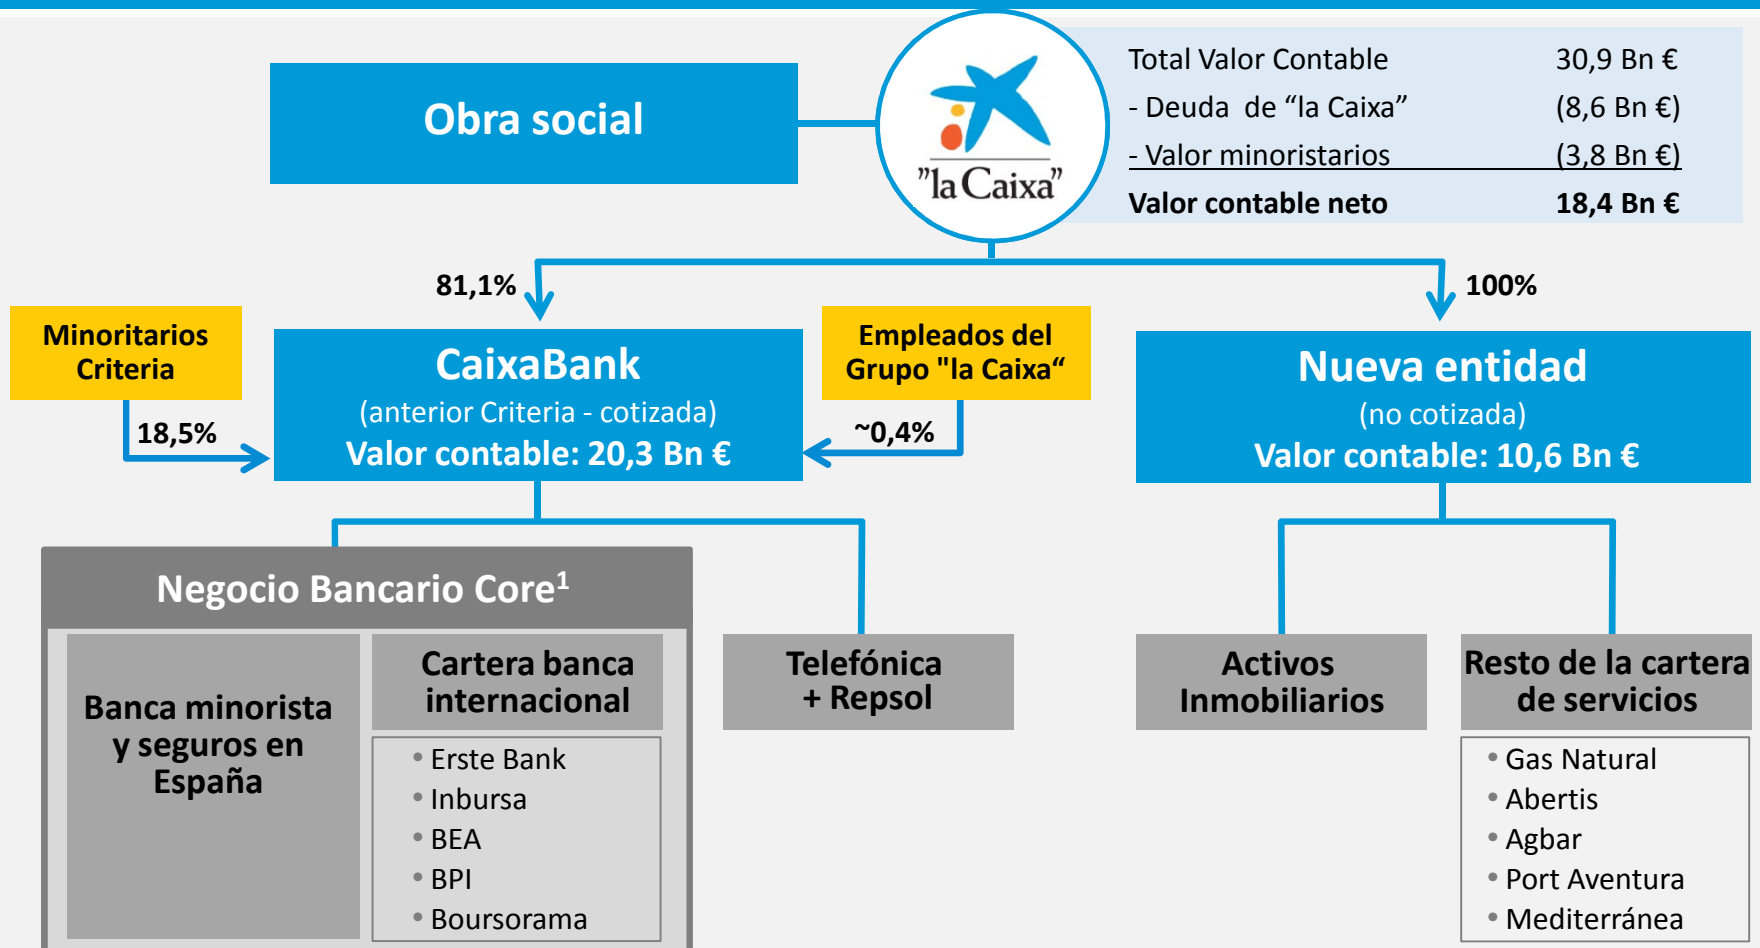 Obra social
"la Caixa”
Total Valor Contable 30,9 Bn €
- Deuda de “la Caixa” (8,6 Bn €)
- Valor minoristarios (3,8 Bn €)
Valor contable neto 18,4 Bn €
81,1%
100%
Minoritarios
Criteria
18,5%
CaixaBank
(anterior Criteria - cotizada)
Valor contable: 20,3 Bn €
Empleados del
Grupo "la Caixa“
~0,4%
Nueva entidad
(no cotizada)
Valor contable: 10,6 Bn €
Negocio Bancario Core¹
Banca minorista
y seguros en
España
Cartera banca
internacional
• Erste Bank
• Inbursa
• BEA
• BPI
• Boursorama
Telefónica
+ Repsol
Activos
Inmobiliarios
Resto de la cartera
de servicios
• Gas Natural
• Abertis
• Agbar
• Port Aventura
• Mediterránea